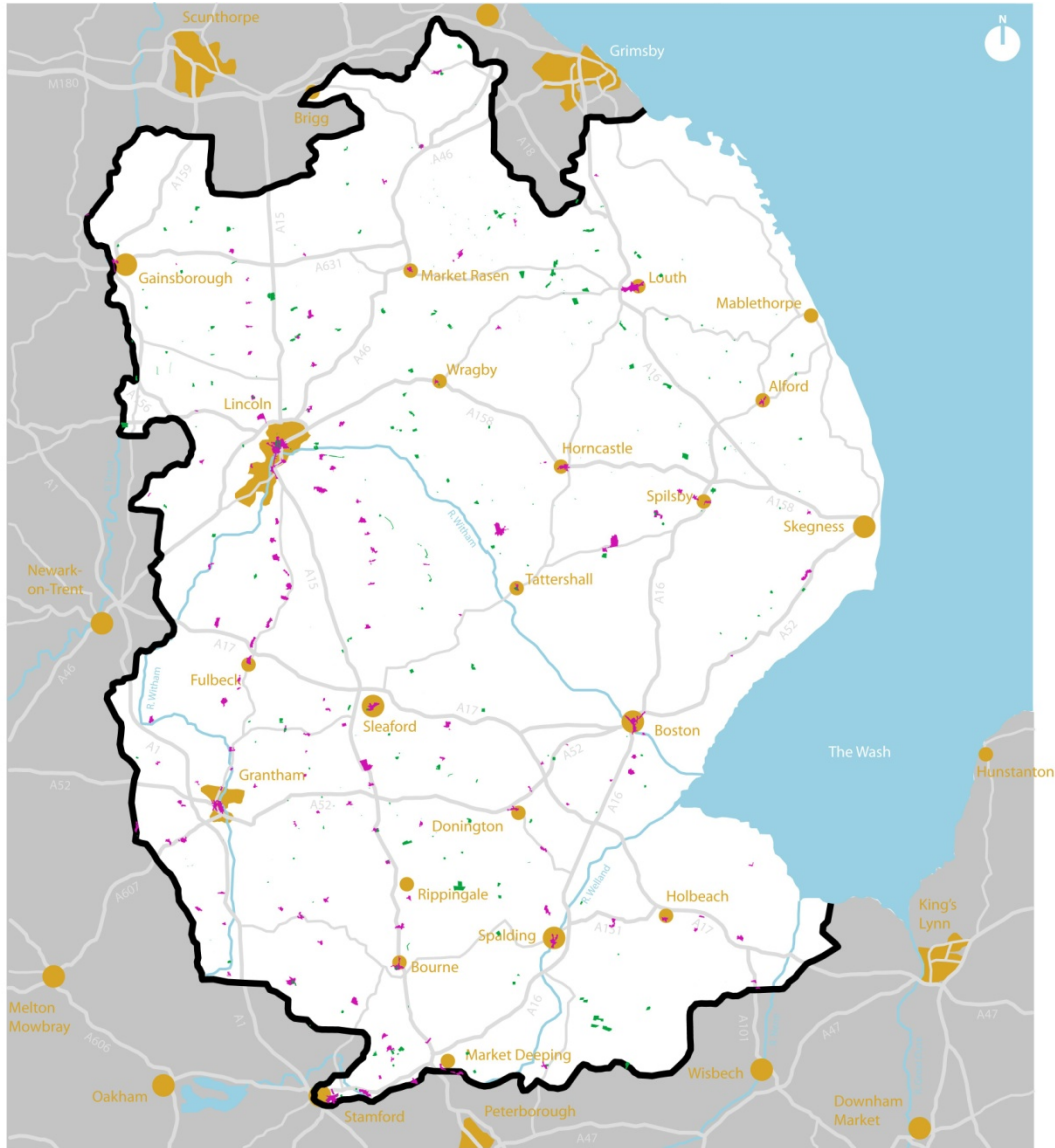 Scunthorpe
N
Grimsby
M180
Brigg
A18
A46
A159
A15
Gainsborough
A631
Market Rasen
Louth
Mablethorpe
A46
Wragby
A16
Alford
A156
Lincoln
A158
A1
Horncastle
Spilsby
A158
R.Witham
Skegness
Newark-
on-Trent
A15
Tattershall
A16
A17
A52
A46
Fulbeck
R.Witham
Sleaford
A17
Boston
A52
The Wash
A1
Hunstanton
Grantham
A52
A52
A16
Donington
R.Welland
A607
Rippingale
Holbeach
King's
Lynn
Spalding
A151
A17
Bourne
Melton
Mowbray
A1
A16
A47
A101
A47
A606
Market Deeping
Wisbech
Oakham
Stamford
Peterborough
Downham
Market
A47